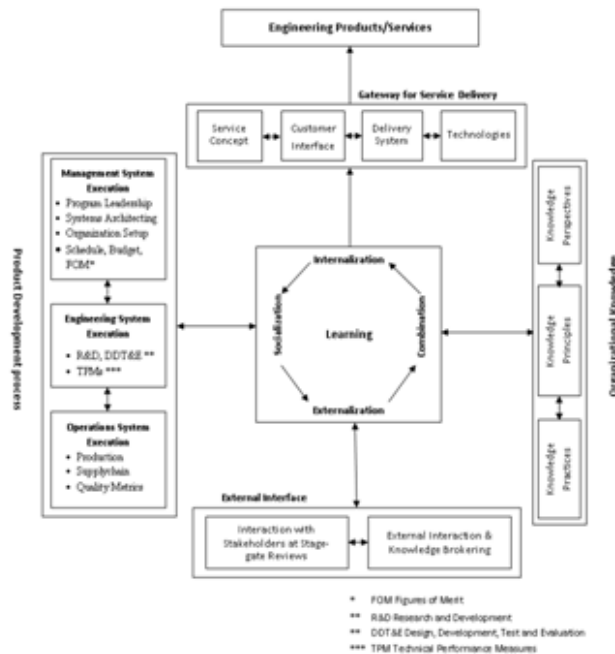 Engineering Products/Services
Gateway for Service Delivery
Service
Concept
Customer
Interface
Delivery
System
Technologies
Product Development process
Management System
Execution
• Program Leadership
• Systems Architecting
• Organization Setup
• Schedule, Budget,
FOM*
Engineering System
Execution
• R&D, DDT&E **
• TPMs ***
Operations System
Execution
• Production
• Supplychain
• Quality Metrics
Internalization
Socialization
Learning
Combination
Externalization
Knowledge
Perspectives
Knowledge
Principles
Knowledge
Practices
Organizational Knowledge
External Interface
Interaction with
Stakeholders at Stage-
gate Reviews
External Interaction &
Knowledge Brokering
* FOM Figures of Merit
** R&D Research and Development
** DDT&E Design, Development, Test and Evaluation
*** TPM Technical Performance Measures